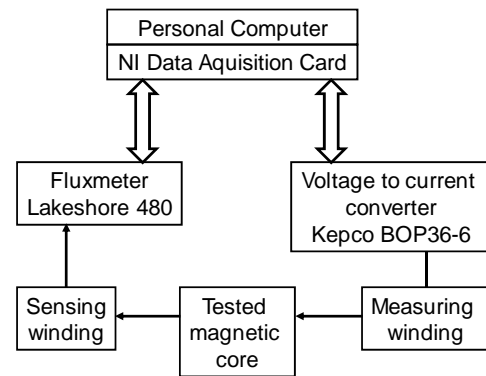 Personal Computer
NI Data Aquisition Card
Fluxmeter
Lakeshore 480
Voltage to current
converter
Kepco BOP36-6
Sensing
winding
Tested
magnetic
core
Measuring
winding